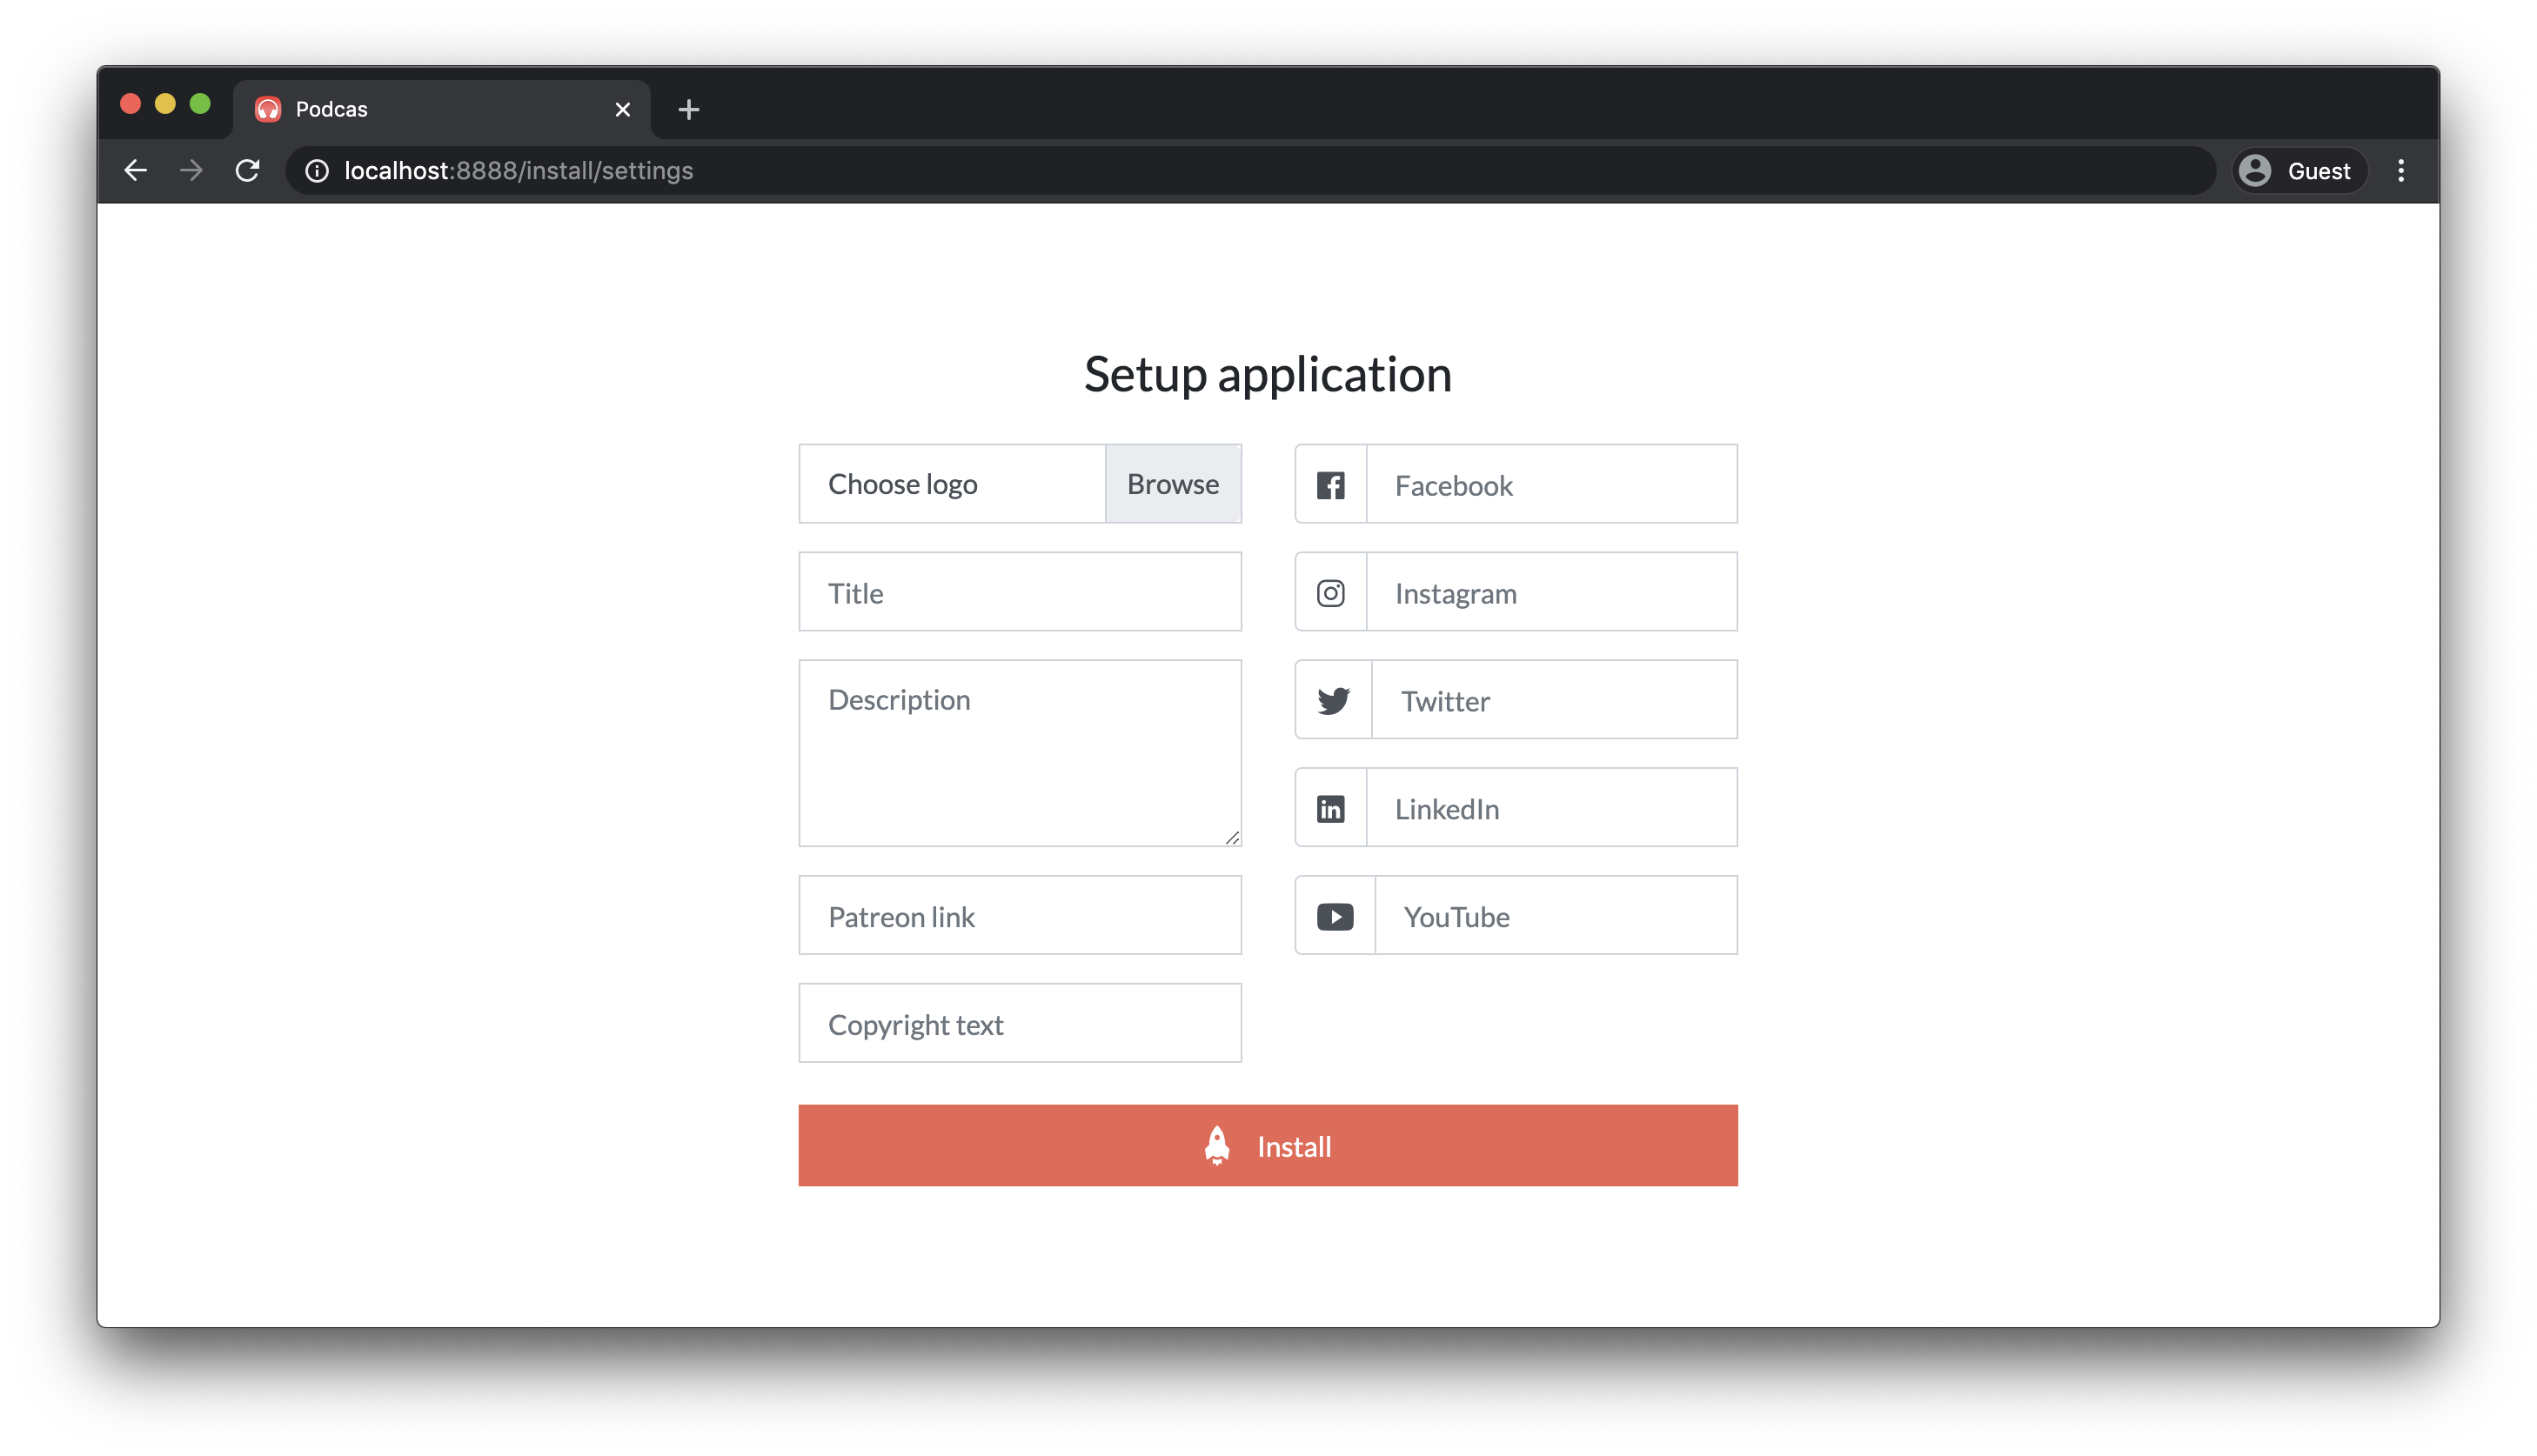 Podcas
localhost:8888/install/settings
Guest
Setup application
Choose logo
Browse
Title
Description
Patreon link
Copyright text
Facebook
Instagram
Twitter
LinkedIn
YouTube
Install